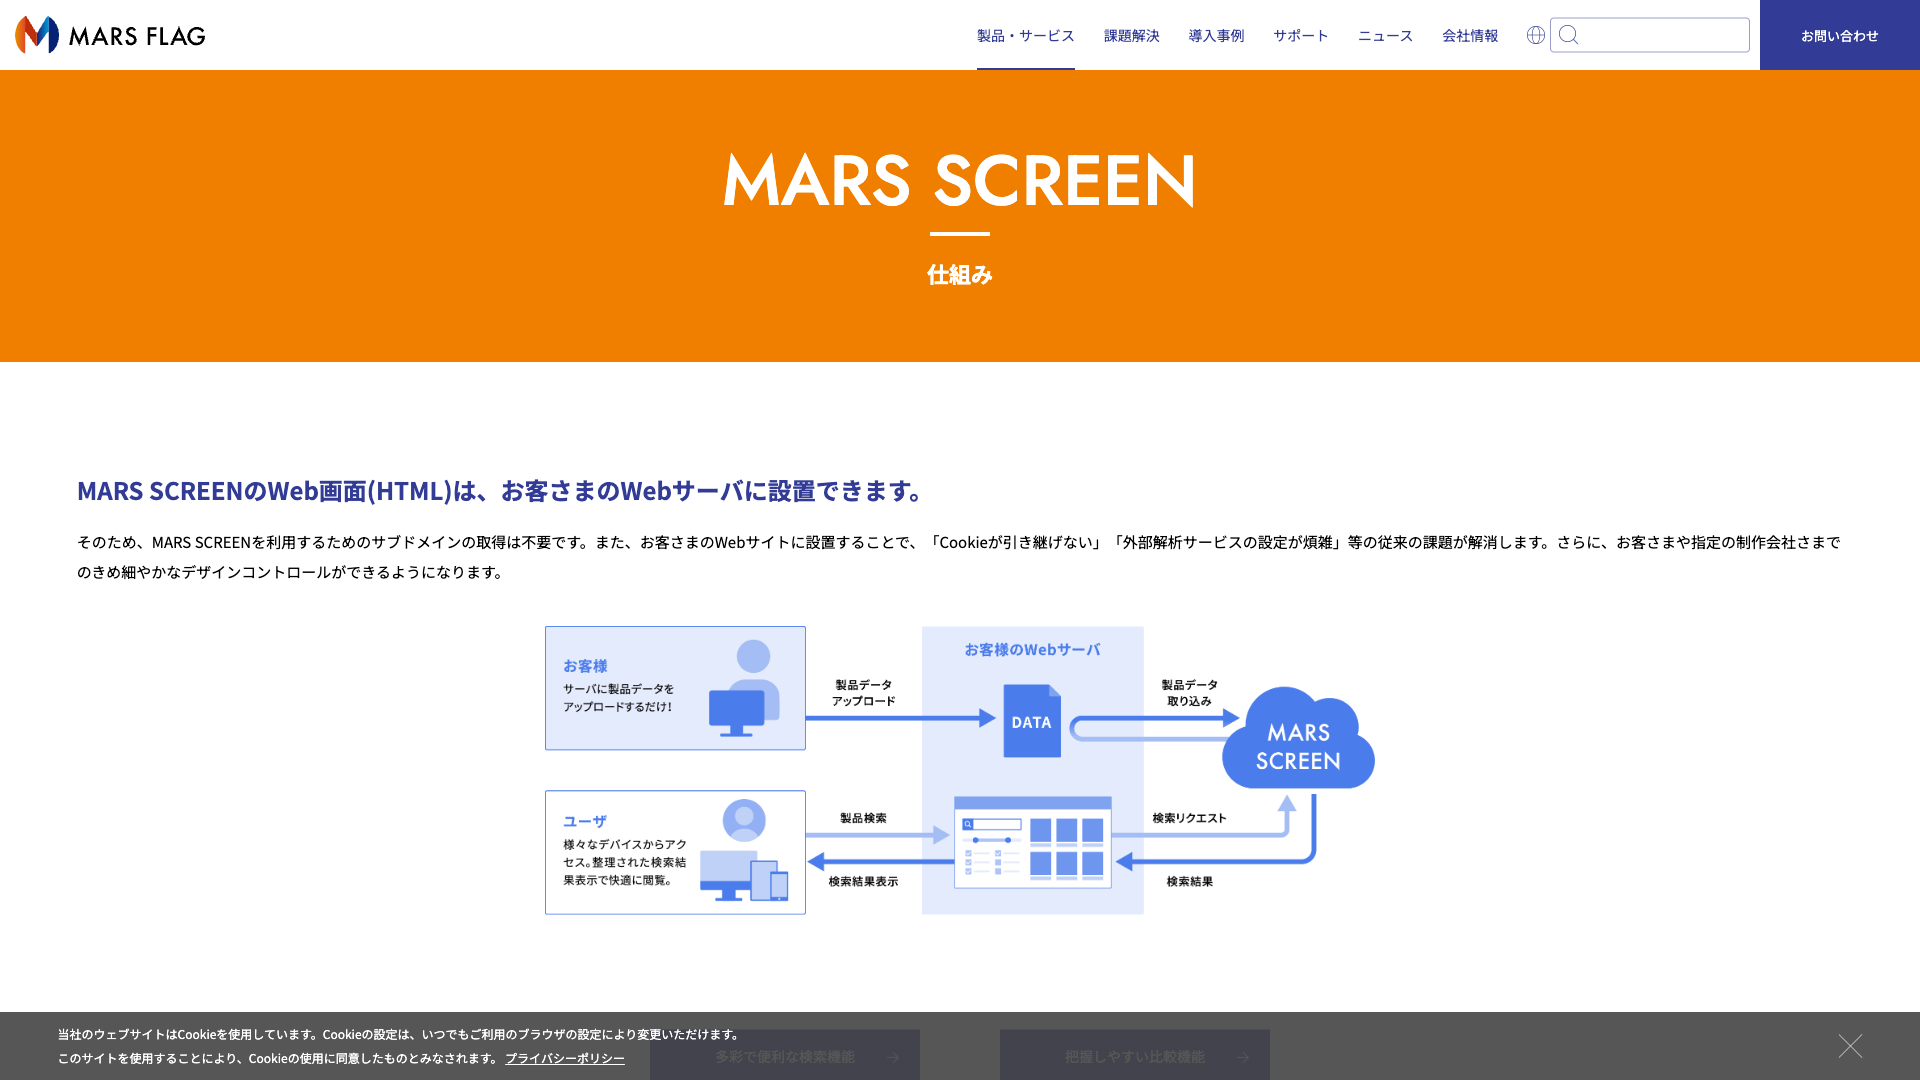 MARS FLAG
製品・サービス
課題解決
導入事例
サポート
ニュース
会社情報
お問い合わせ
MARS SCREEN
仕組み
MARS SCREENのWeb画面(HTML)は、お客さまのWebサーバに設置できます。
そのため、MARS SCREENを利用するためのサブドメインの取得は不要です。また、お客さまのWebサイトに設置することで、「Cookieが引き継げない」「外部解析サービスの設定が煩雑」等の従来の課題が解消します。さらに、お客さまや指定の制作会社さまで
のきめ細やかなデザインコントロールができるようになります。
お客様
サーバに製品データを
アップロードするだけ!
製品データ
アップロード
お客様のWebサーバ
DATA
製品データ
取り込み
MARS
SCREEN
ユーザ
様々なデバイスからアク
セス。整理された検索結
果表示で快適に閲覧。
製品検索
検索結果表示
検索リクエスト
検索結果
当社のウェブサイトはCookieを使用しています。Cookieの設定は、いつでもご利用のブラウザの設定により変更いただけます。
このサイトを使用することにより、Cookieの使用に同意したものとみなされます。 プライバシーポリシー
多彩で便利な検索機能
把握しやすい比較機能